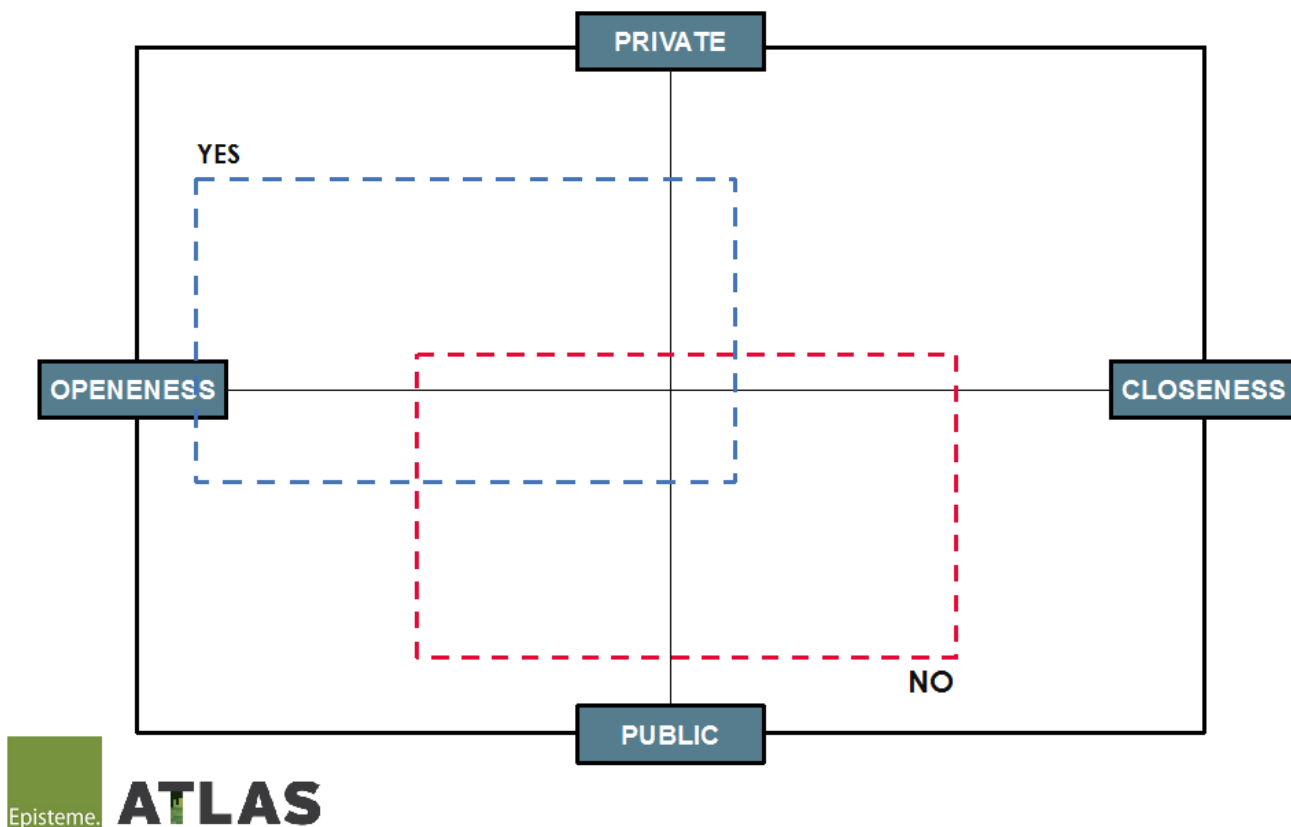 PRIVATE
YES
OPENENESS
CLOSENESS
NO
PUBLIC
Episteme.
ATLAS